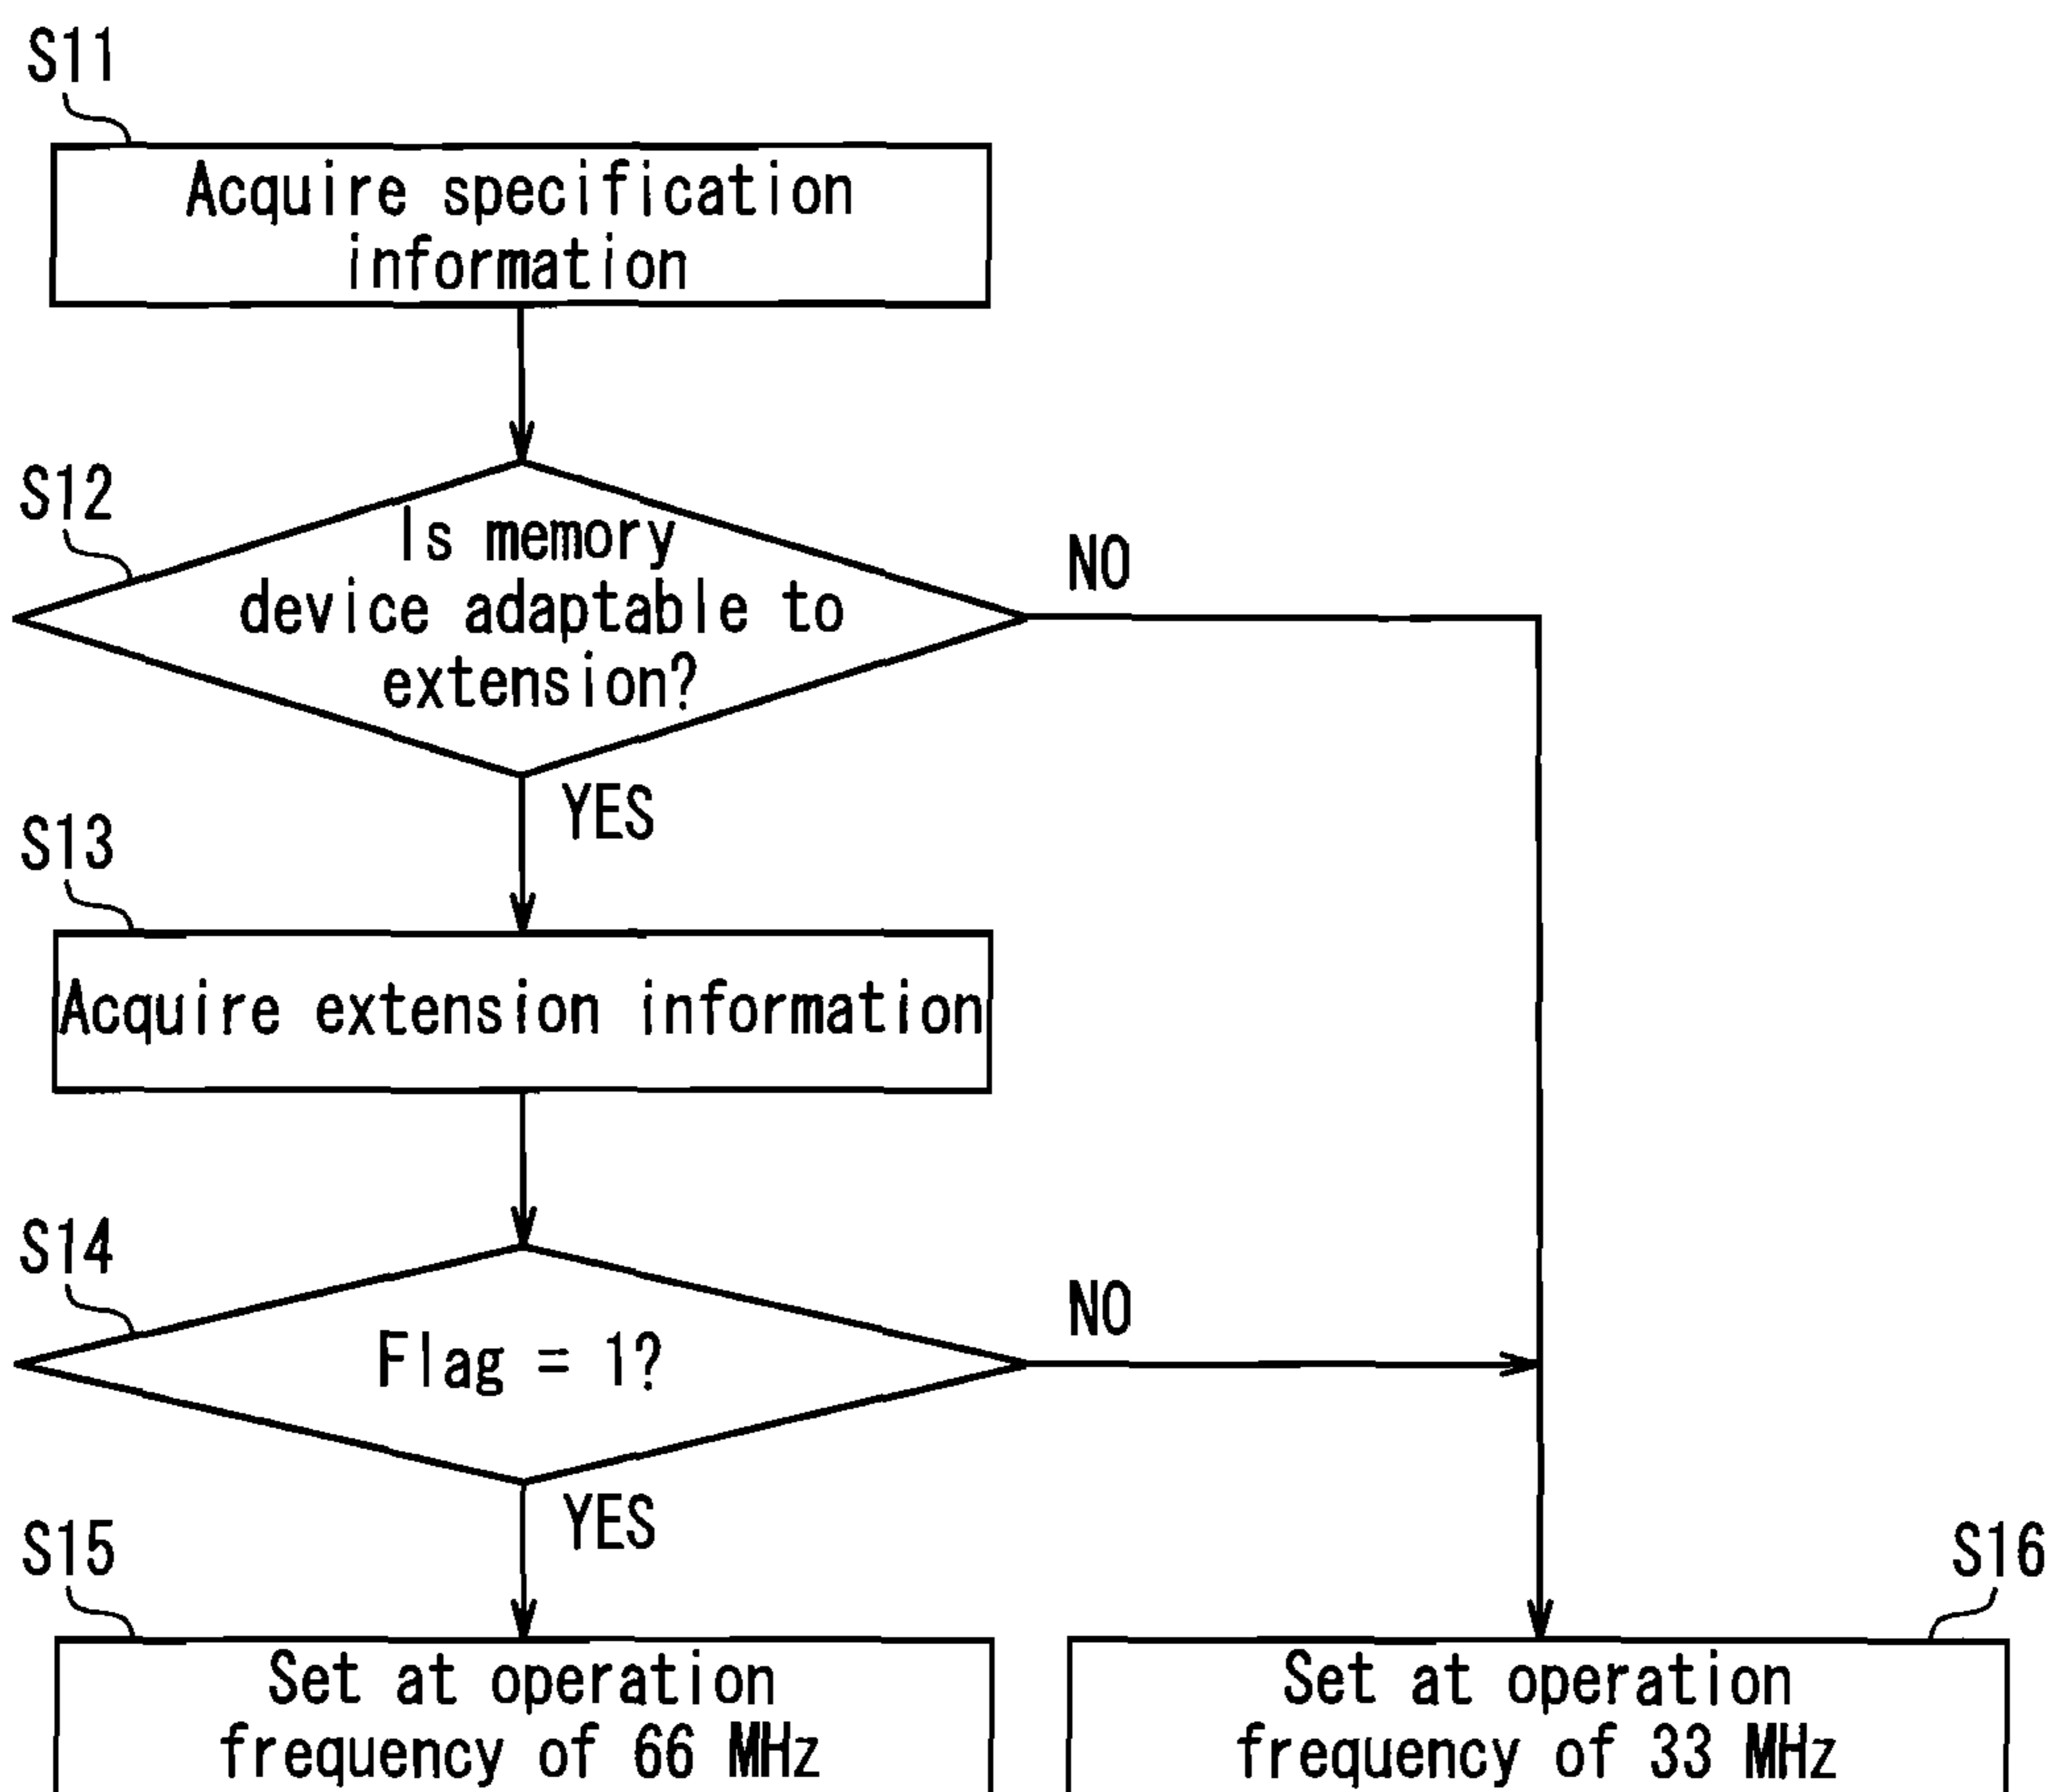 S11
Acquire specification
information
S12
Is memory
device adaptable to
extension?
NO
YES
S13
Acquire extension information
S14
Flag = 1?
NO
YES
S15
Set at operation
frequency of 66 MHz
S16
Set at operation
frequency of 33 MHz